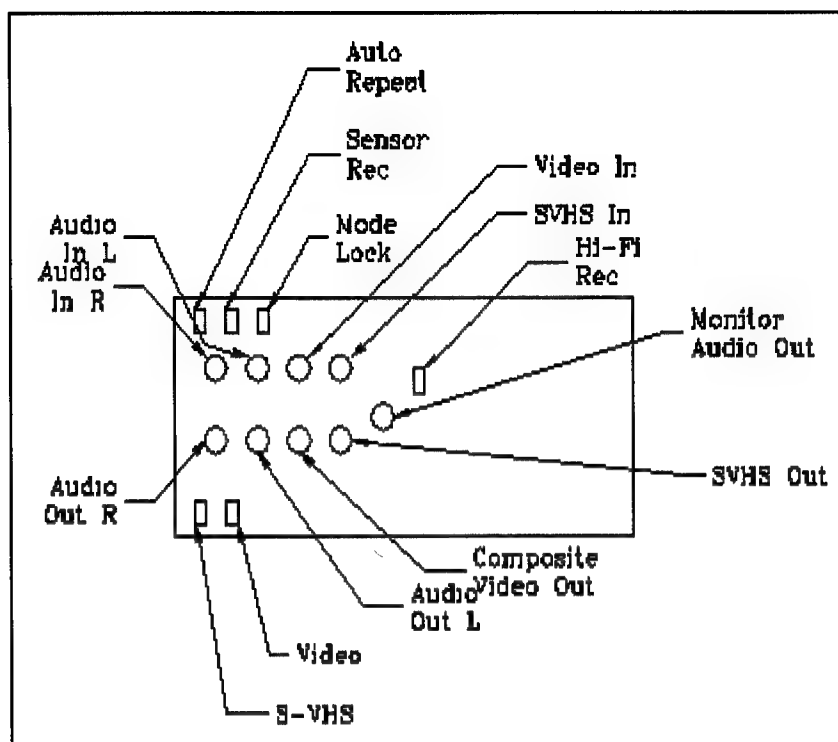 Auto
Repeat
Sensor
Rec
Video In
SVHS In
Audio
In L
Mode
Lock
Hi-Fi
Rec
Audio
In R
Monitor
Audio Out
SVHS Out
Audio
Out R
Composite
Video Out
Audio
Out L
Video
S-VHS